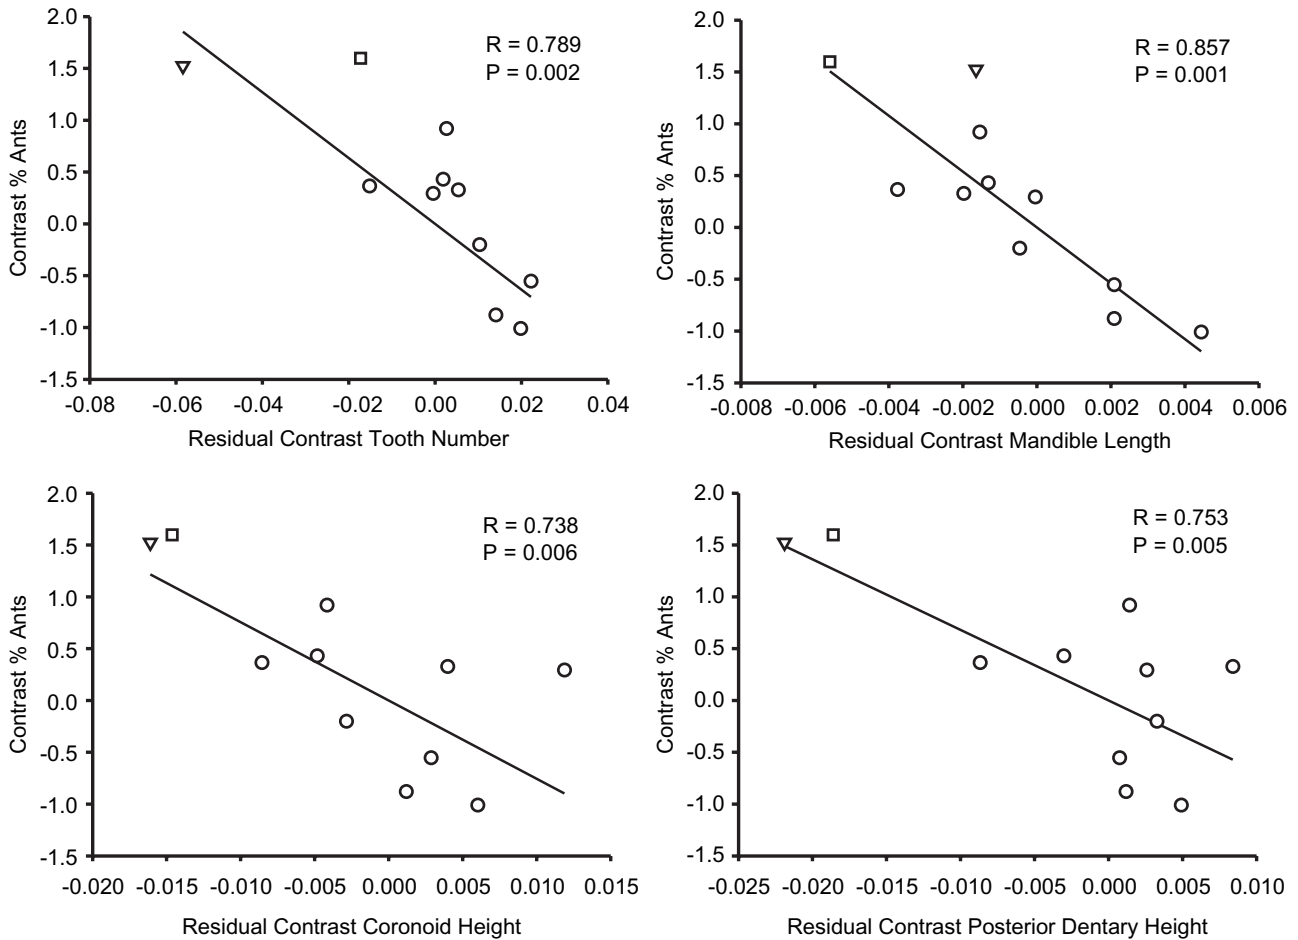 2.0
1.5
1.0
0.5
0.0
-0.5
-1.0
-1.5
Contrast % Ants
R = 0.789
P = 0.002
-0.08 -0.06 -0.04 -0.02 0.00 0.02 0.04
Residual Contrast Tooth Number
2.0
1.5
1.0
0.5
0.0
-0.5
-1.0
-1.5
Contrast % Ants
R = 0.857
P = 0.001
-0.008 -0.006 -0.004 -0.002 0.000 0.002 0.004 0.006
Residual Contrast Mandible Length
2.0
1.5
1.0
0.5
0.0
-0.5
-1.0
-1.5
Contrast % Ants
R = 0.738
P = 0.006
-0.020 -0.015 -0.010 -0.005 0.000 0.005 0.010 0.015
Residual Contrast Coronoid Height
2.0
1.5
1.0
0.5
0.0
-0.5
-1.0
-1.5
Contrast % Ants
R = 0.753
P = 0.005
-0.025 -0.020 -0.015 -0.010 -0.005 0.000 0.005 0.010
Residual Contrast Posterior Dentary Height